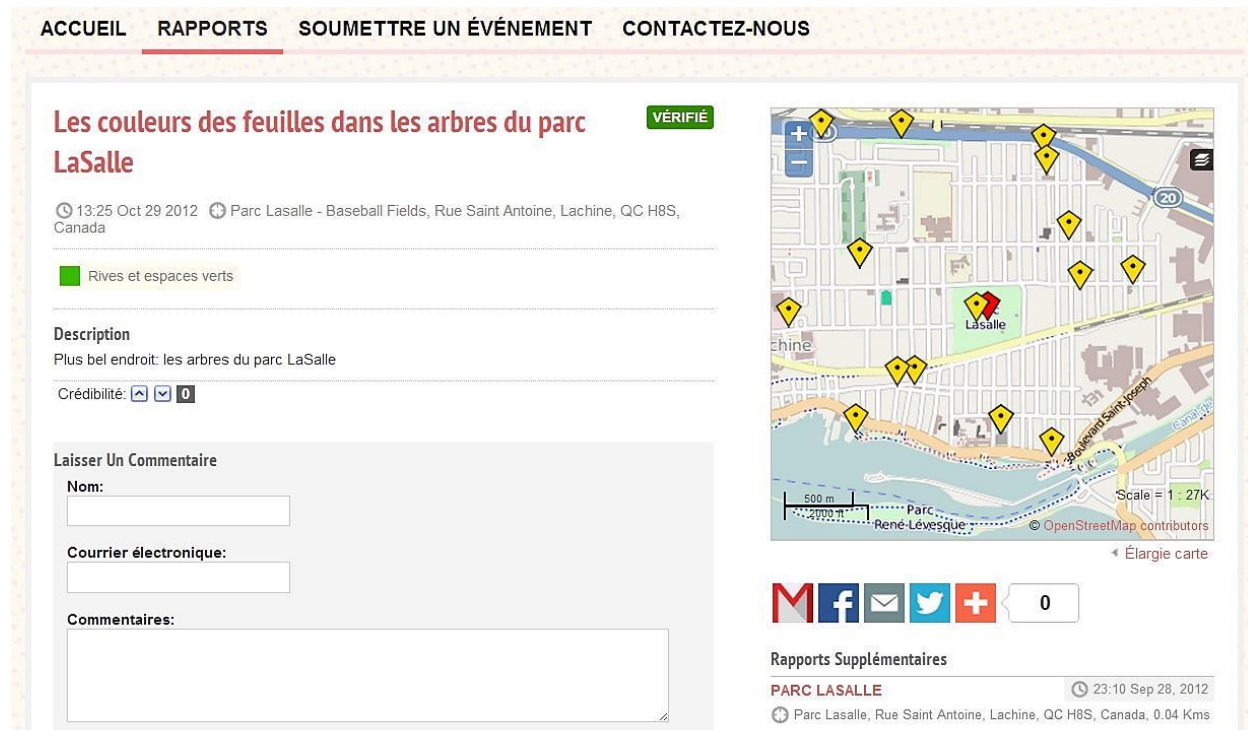 ACCUEIL RAPPORTS SOUMETTRE UN ÉVÉNEMENT CONTACTEZ-NOUS
Les couleurs des feuilles dans les arbres du parc
LaSalle
VÉRIFIÉ
13:25 Oct 29 2012 Parc Lasalle - Baseball Fields, Rue Saint Antoine, Lachine, QC H8S,
Canada
Rives et espaces verts
Description
Plus bel endroit: les arbres du parc LaSalle
Crédibilité: 0
Laisser Un Commentaire
Nom:
Courrier électronique:
Commentaires:
+
−
20
Lasalle
chine
Boulevard Saint-Joseph
Canal de
500 m
2000 ft
Parc
René-Lévesque
Scale = 1 : 27K
© OpenStreetMap contributors
Élargie carte
0
Rapports Supplémentaires
PARC LASALLE 23:10 Sep 28, 2012
Parc Lasalle, Rue Saint Antoine, Lachine, QC H8S, Canada, 0.04 Kms